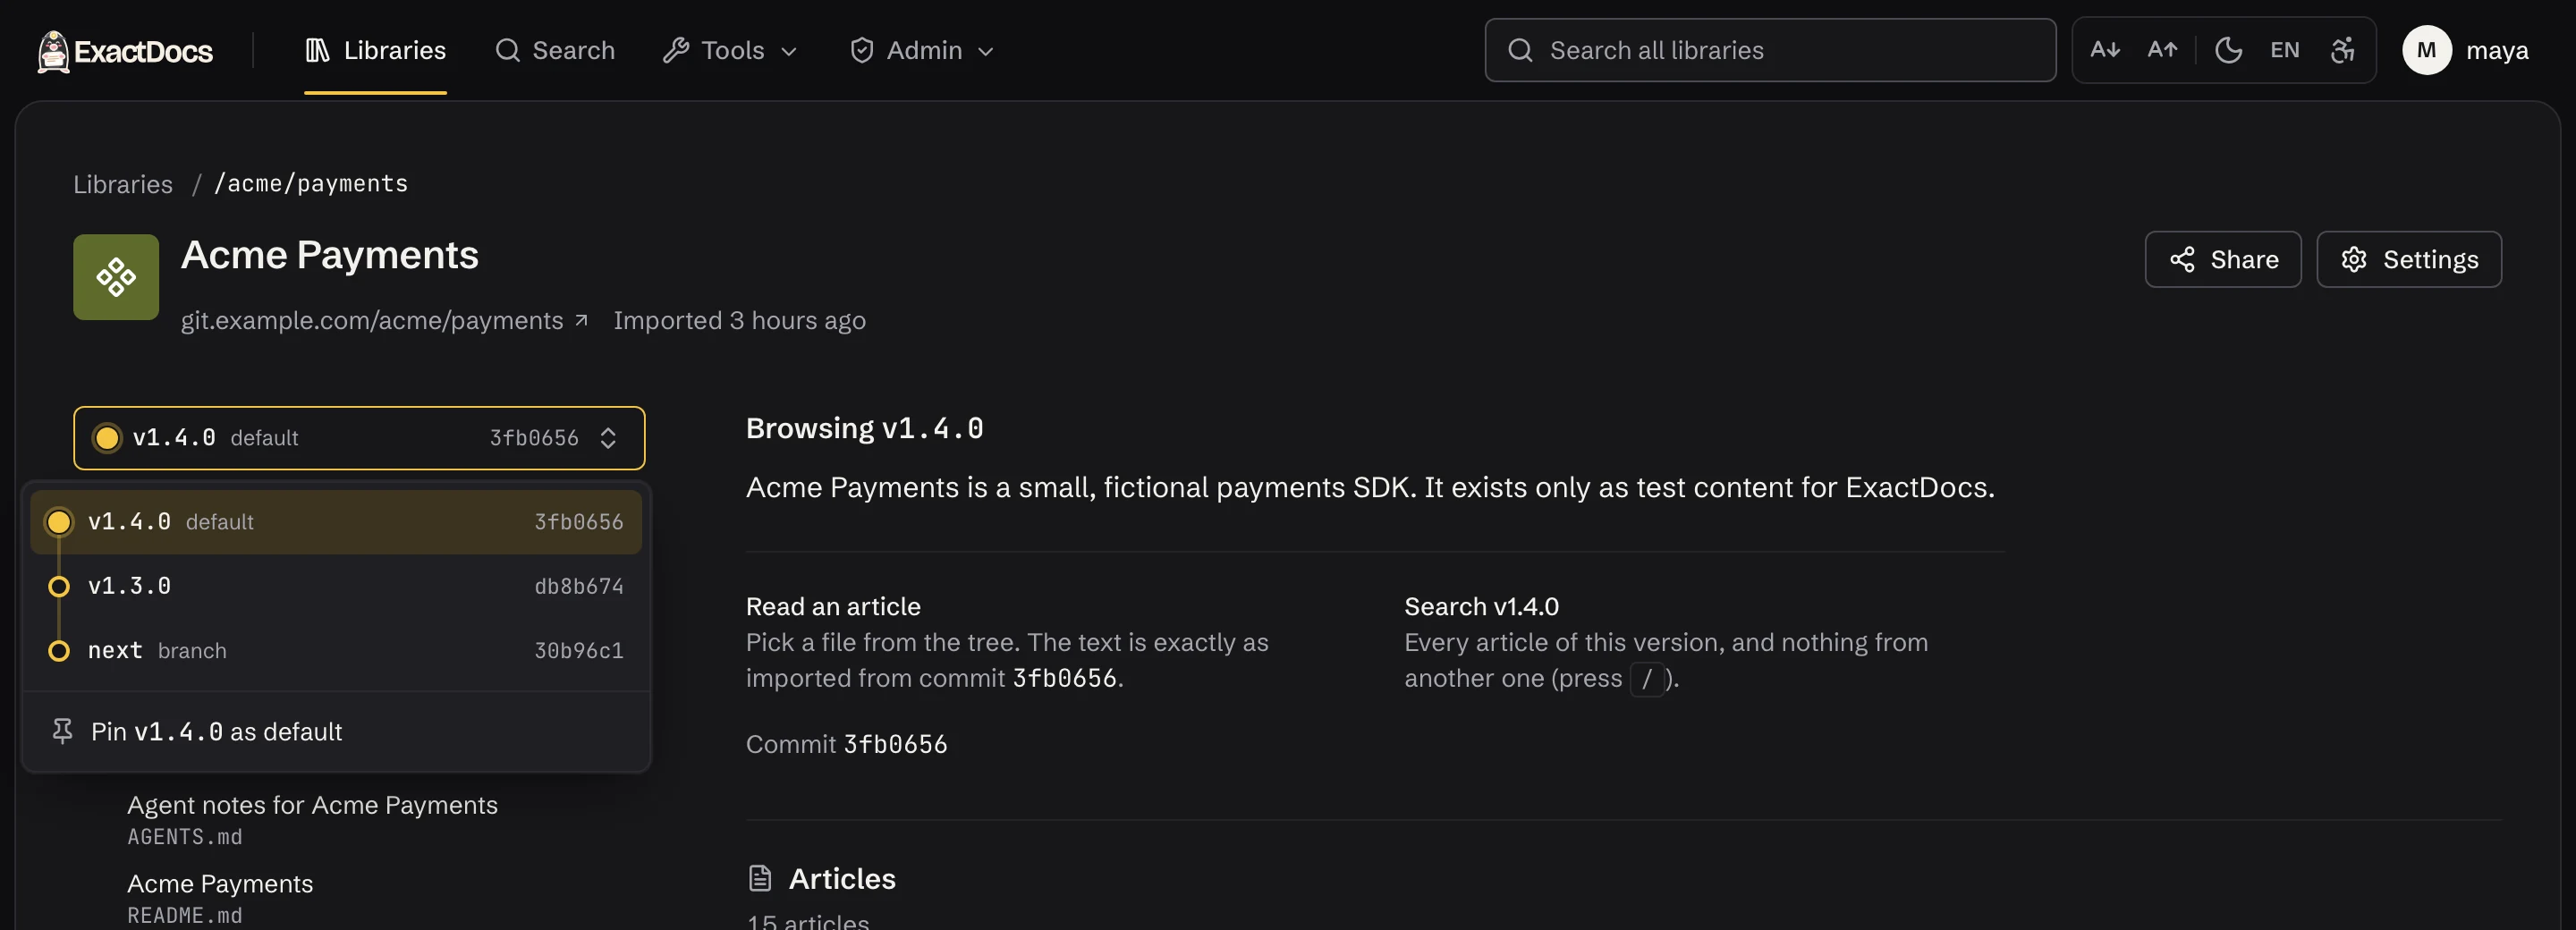 ExactDocs
Libraries
Search
Tools
Admin
Search all libraries
A↓ A↑ EN
M maya
Libraries / /acme/payments
Acme Payments
git.example.com/acme/payments ↗ Imported 3 hours ago
Share
Settings
v1.4.0 default 3fb0656
v1.4.0 default 3fb0656
v1.3.0 db8b674
next branch 30b96c1
Pin v1.4.0 as default
Agent notes for Acme Payments
AGENTS.md
Acme Payments
README.md
Browsing v1.4.0
Acme Payments is a small, fictional payments SDK. It exists only as test content for ExactDocs.
Read an article
Pick a file from the tree. The text is exactly as
imported from commit 3fb0656.
Search v1.4.0
Every article of this version, and nothing from
another one (press / ).
Commit 3fb0656
Articles
15 articles